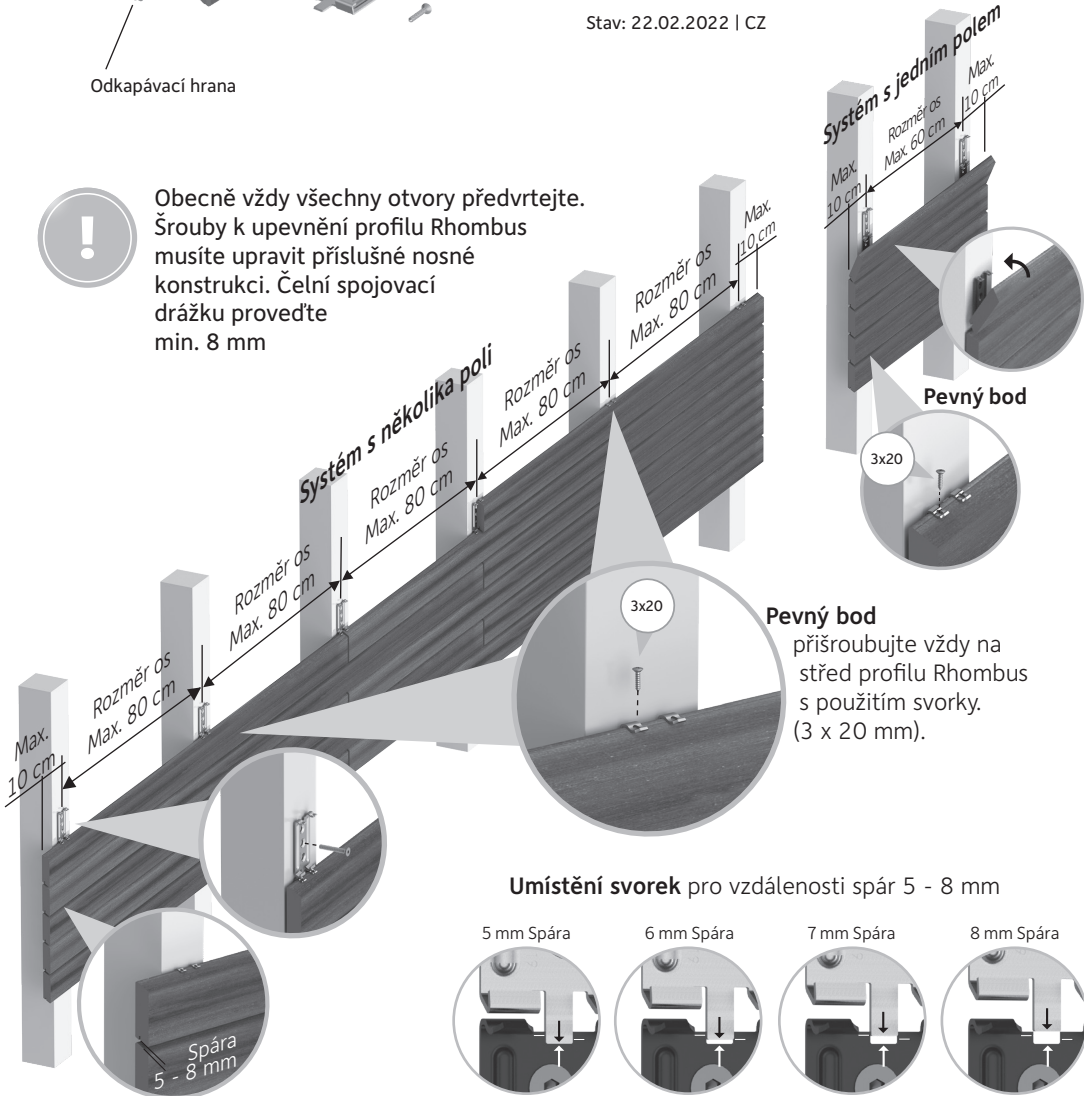 Stav: 22.02.2022 | CZ
Odkapávací hrana
Obecně vždy všechny otvory předvrtejte.
Šrouby k upevnění profilu Rhombus
musíte upravit příslušné nosné
konstrukci. Čelní spojovací
drážku proveďte
min. 8 mm
Systém s jedním polem
Max.
10 cm
Rozměr os
Max. 60 cm
Max.
10 cm
Pevný bod
3x20
Systém s několika poli
Max.
10 cm
Rozměr os
Max. 80 cm
Rozměr os
Max. 80 cm
Rozměr os
Max. 80 cm
Rozměr os
Max. 80 cm
Rozměr os
Max. 80 cm
Max.
10 cm
3x20
Pevný bod
přišroubujte vždy na
střed profilu Rhombus
s použitím svorky.
(3 x 20 mm).
Spára
5 - 8 mm
Umístění svorek pro vzdálenosti spár 5 - 8 mm
5 mm Spára
6 mm Spára
7 mm Spára
8 mm Spára